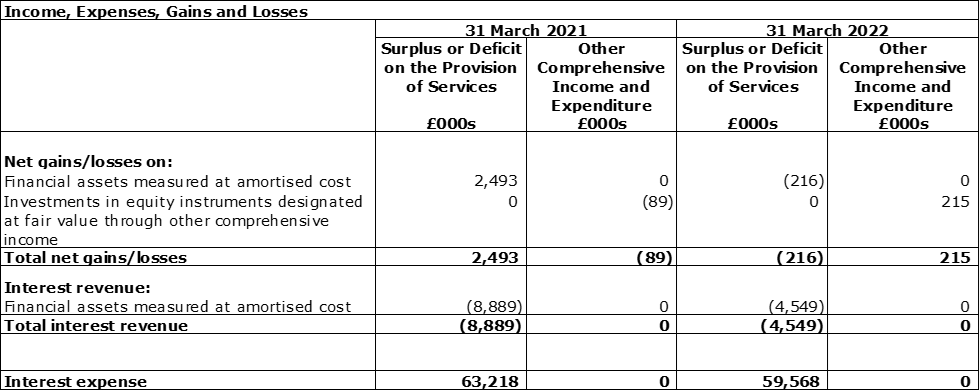 Income, Expenses, Gains and Losses
31 March 2021 31 March 2022
Surplus or Deficit Other Surplus or Deficit Other
on the Provision Comprehensive on the Provision Comprehensive
of Services Income and of Services Income and
Expenditure Expenditure
£000s £000s £000s £000s
Net gains/losses on:
Financial assets measured at amortised cost 2,493 0 (216) 0
Investments in equity instruments designated 0 (89) 0 215
at fair value through other comprehensive
income
Total net gains/losses 2,493 (89) (216) 215
Interest revenue:
Financial assets measured at amortised cost (8,889) 0 (4,549) 0
Total interest revenue (8,889) 0 (4,549) 0
Interest expense 63,218 0 59,568 0